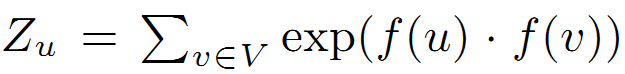 Z_u = ∑_{v∈V} exp(f(u) · f(v))